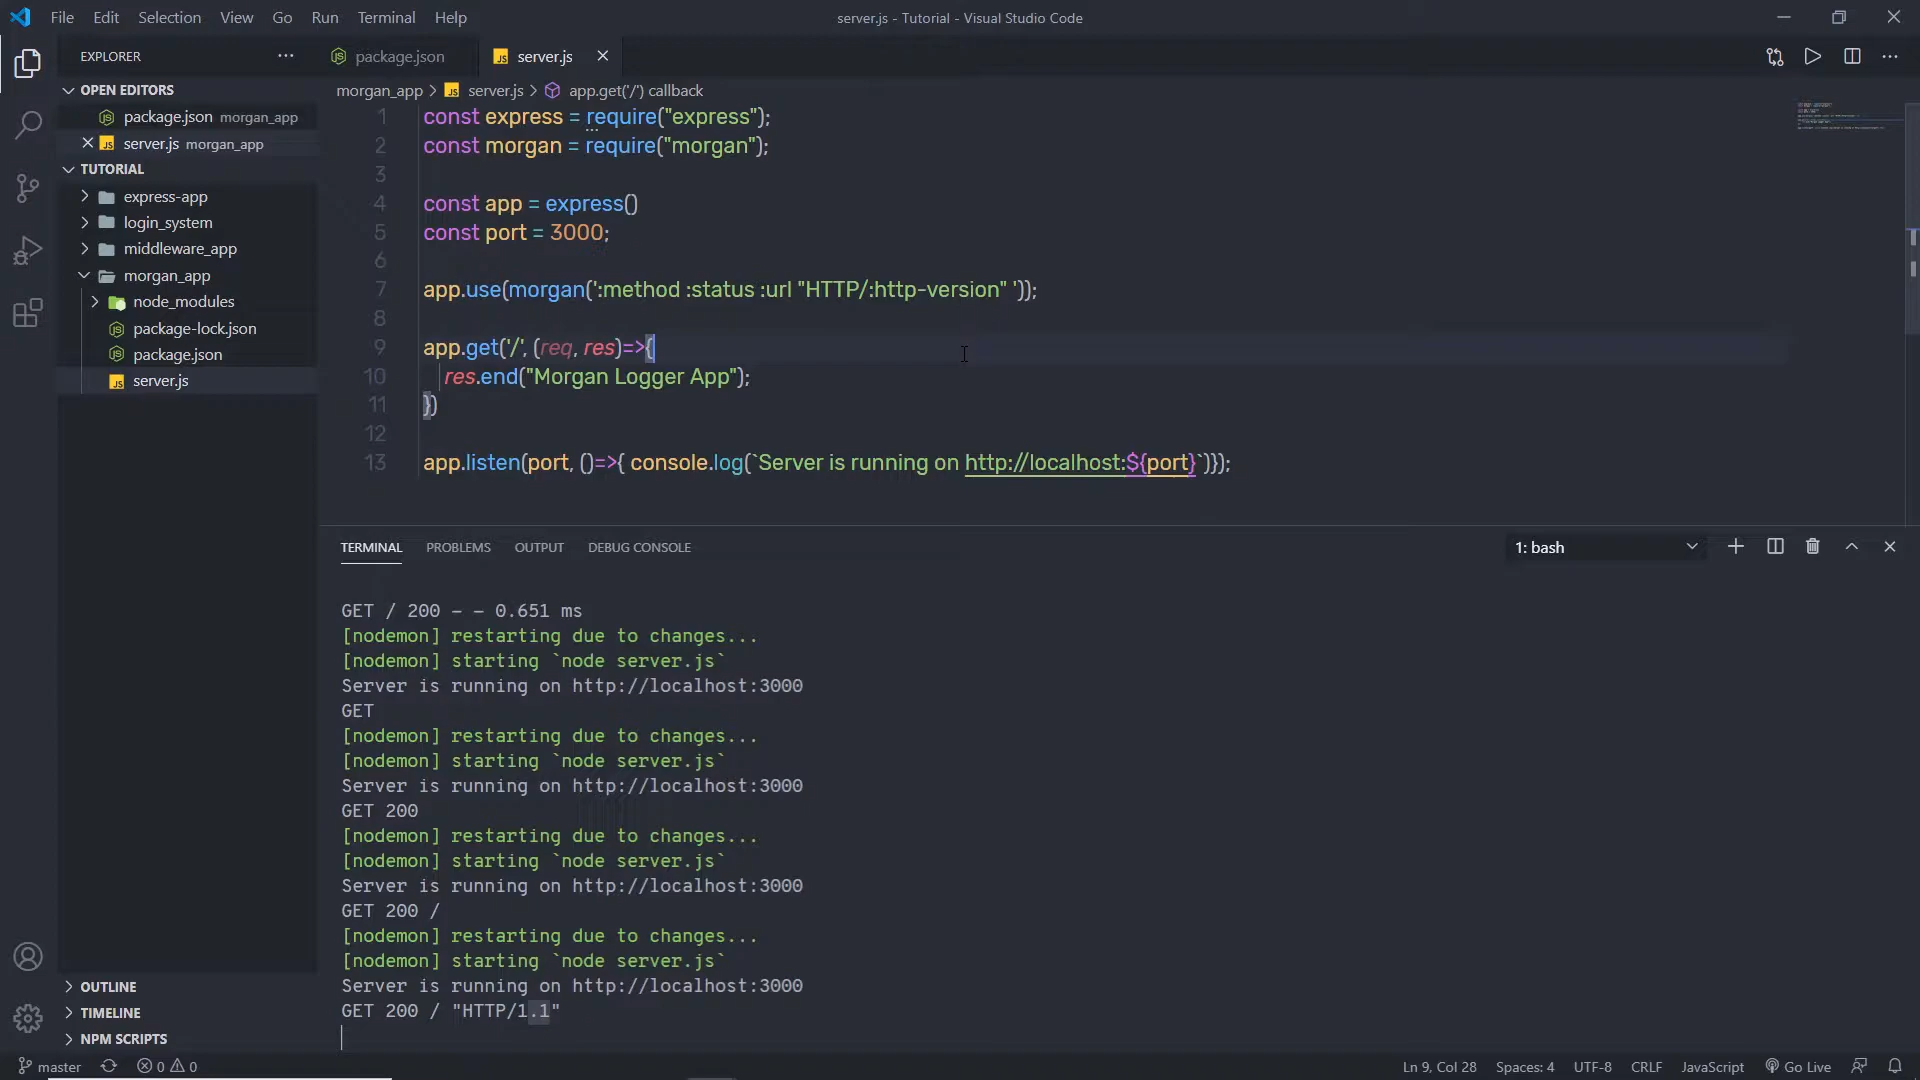 File Edit Selection View Go Run Terminal Help
server.js - Tutorial - Visual Studio Code
EXPLORER
package.json
server.js
OPEN EDITORS
package.json morgan_app
server.js morgan_app
TUTORIAL
express-app
login_system
middleware_app
morgan_app
node_modules
package-lock.json
package.json
server.js
OUTLINE
TIMELINE
NPM SCRIPTS
morgan_app > server.js > app.get('/') callback
1 const express = require("express");
2 const morgan = require("morgan");
3
4 const app = express()
5 const port = 3000;
6
7 app.use(morgan(':method :status :url "HTTP/:http-version" '));
8
9 app.get('/', (req, res)=>{
10 res.end("Morgan Logger App");
11 })
12
13 app.listen(port, ()=>{ console.log(`Server is running on http://localhost:${port}`)});
TERMINAL PROBLEMS OUTPUT DEBUG CONSOLE
1: bash
GET / 200 - - 0.651 ms
[nodemon] restarting due to changes...
[nodemon] starting `node server.js`
Server is running on http://localhost:3000
GET
[nodemon] restarting due to changes...
[nodemon] starting `node server.js`
Server is running on http://localhost:3000
GET 200
[nodemon] restarting due to changes...
[nodemon] starting `node server.js`
Server is running on http://localhost:3000
GET 200 /
[nodemon] restarting due to changes...
[nodemon] starting `node server.js`
Server is running on http://localhost:3000
GET 200 / "HTTP/1.1"
master 0 0
Ln 9, Col 28 Spaces: 4 UTF-8 CRLF JavaScript Go Live